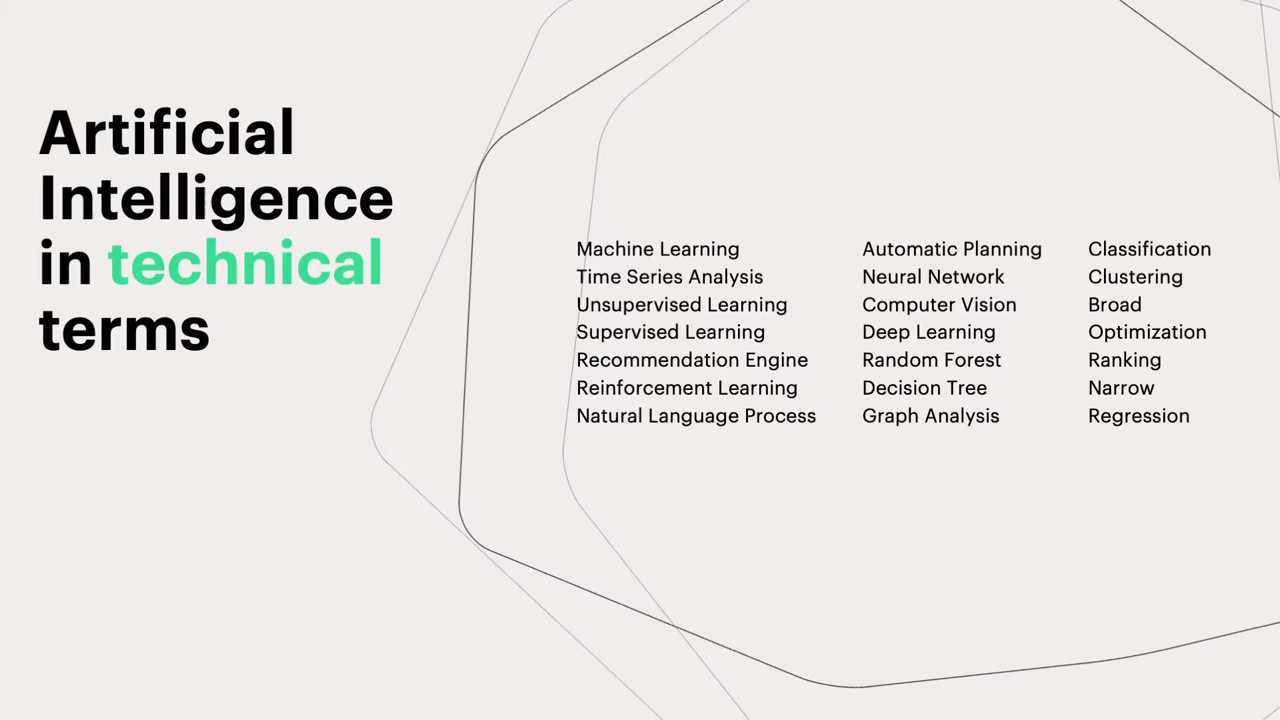 Artificial
Intelligence
in technical
terms
Machine Learning
Time Series Analysis
Unsupervised Learning
Supervised Learning
Recommendation Engine
Reinforcement Learning
Natural Language Process
Automatic Planning
Neural Network
Computer Vision
Deep Learning
Random Forest
Decision Tree
Graph Analysis
Classification
Clustering
Broad
Optimization
Ranking
Narrow
Regression